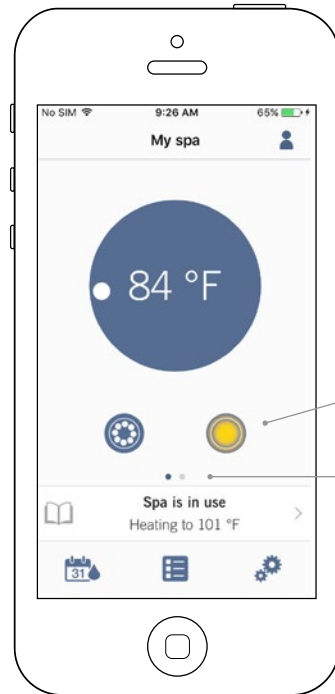 No SIM 9:26 AM 65%
My spa
84 °F
Spa is in use
Heating to 101 °F
31